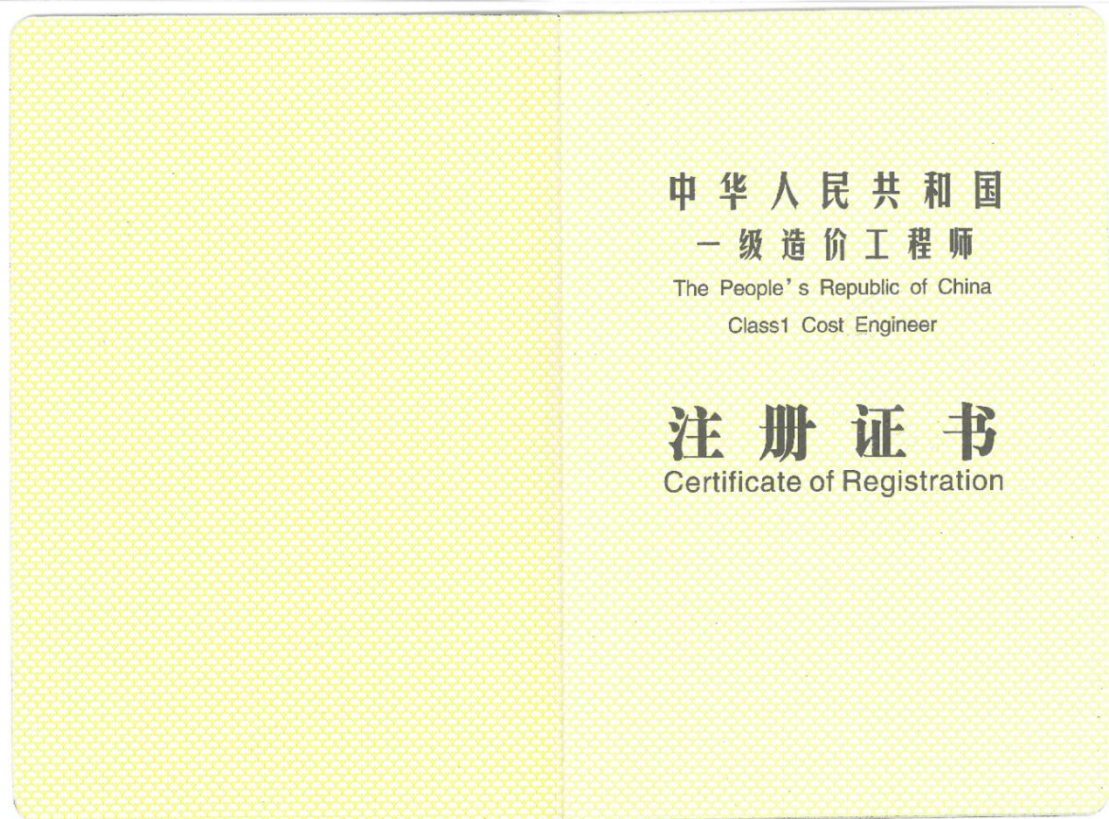 中华人民共和国
一级造价工程师
The People's Republic of China
Class1 Cost Engineer
注册证书
Certificate of Registration